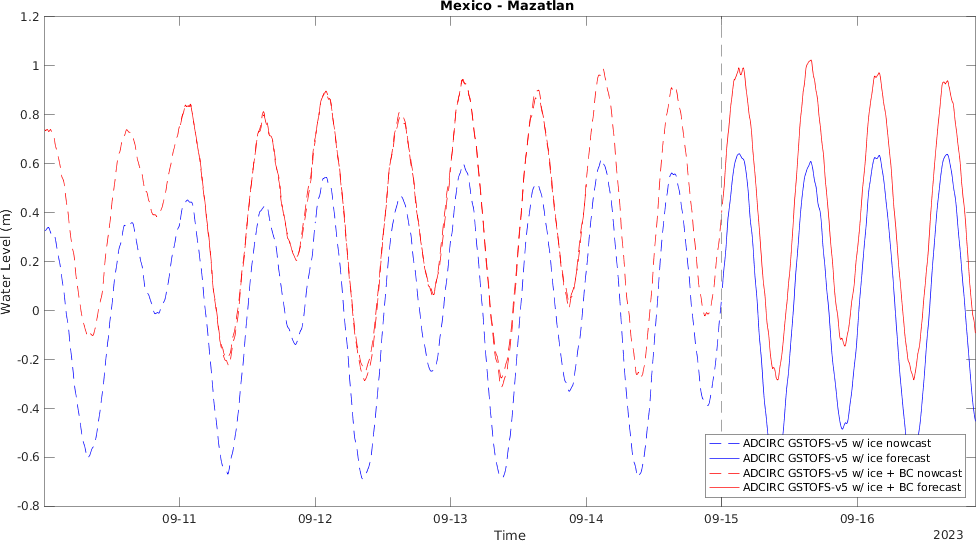 Mexico - Mazatlan
1.2
1
0.8
0.6
0.4
0.2
0
-0.2
-0.4
-0.6
-0.8
Water Level (m)
ADCIRC GSTOFS-v5 w/ ice nowcast
ADCIRC GSTOFS-v5 w/ ice forecast
ADCIRC GSTOFS-v5 w/ ice + BC nowcast
ADCIRC GSTOFS-v5 w/ ice + BC forecast
09-11 09-12 09-13 09-14 09-15 09-16
Time
2023